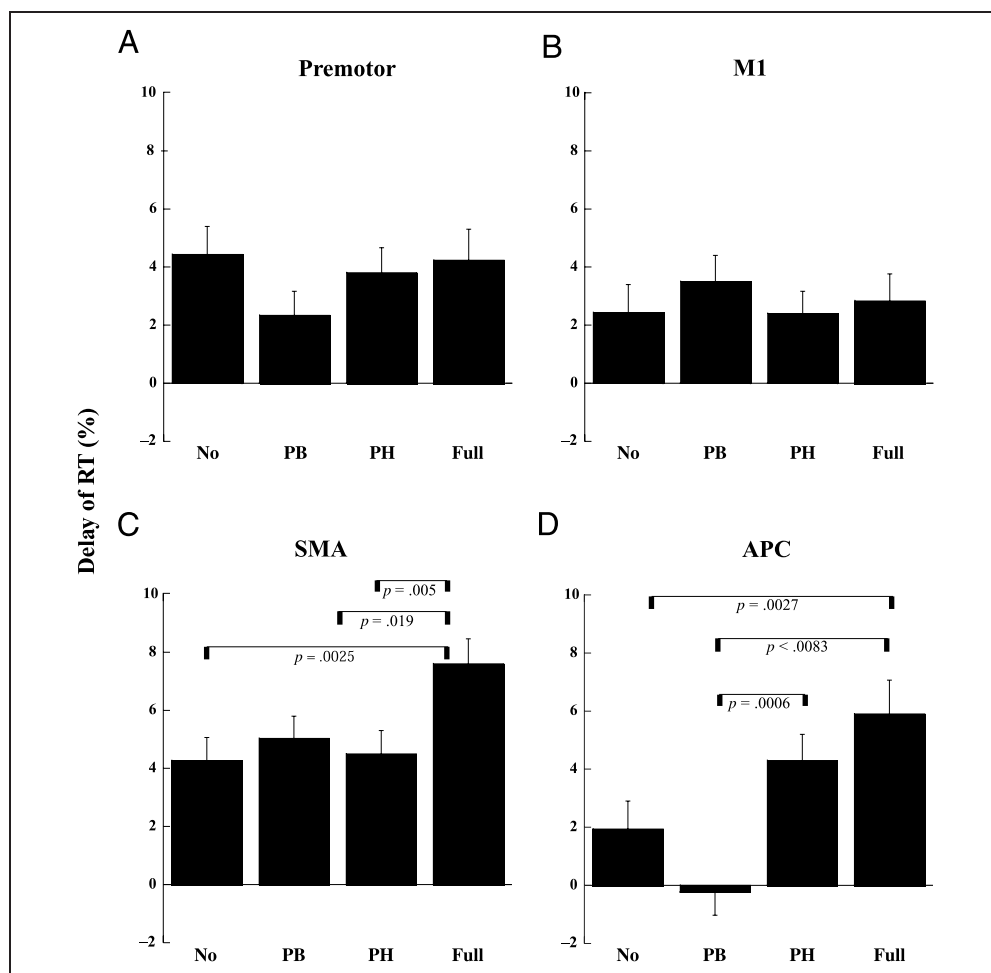 A
Premotor
10
8
6
4
2
0
–2
No PB PH Full
B
M1
10
8
6
4
2
0
–2
No PB PH Full
Delay of RT (%)
C
SMA
10
8
6
4
2
0
–2
p = .005
p = .019
p = .0025
No PB PH Full
D
APC
10
8
6
4
2
0
–2
p = .0027
p < .0083
p = .0006
No PB PH Full